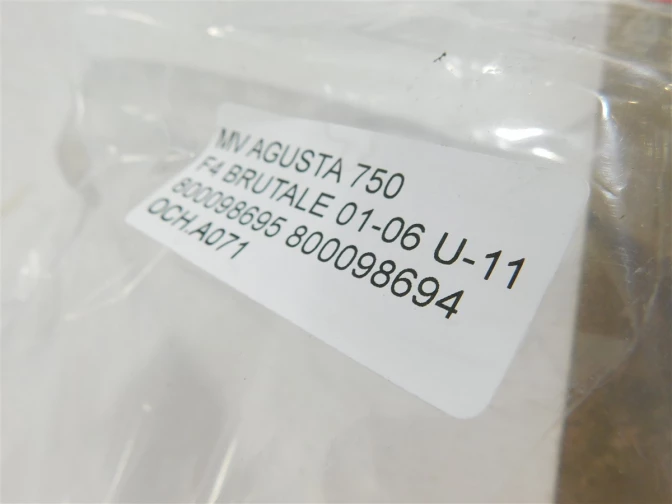 MV AGUSTA 750
F4 BRUTALE 01-06 U-11
800098695 800098694
OCH.A071